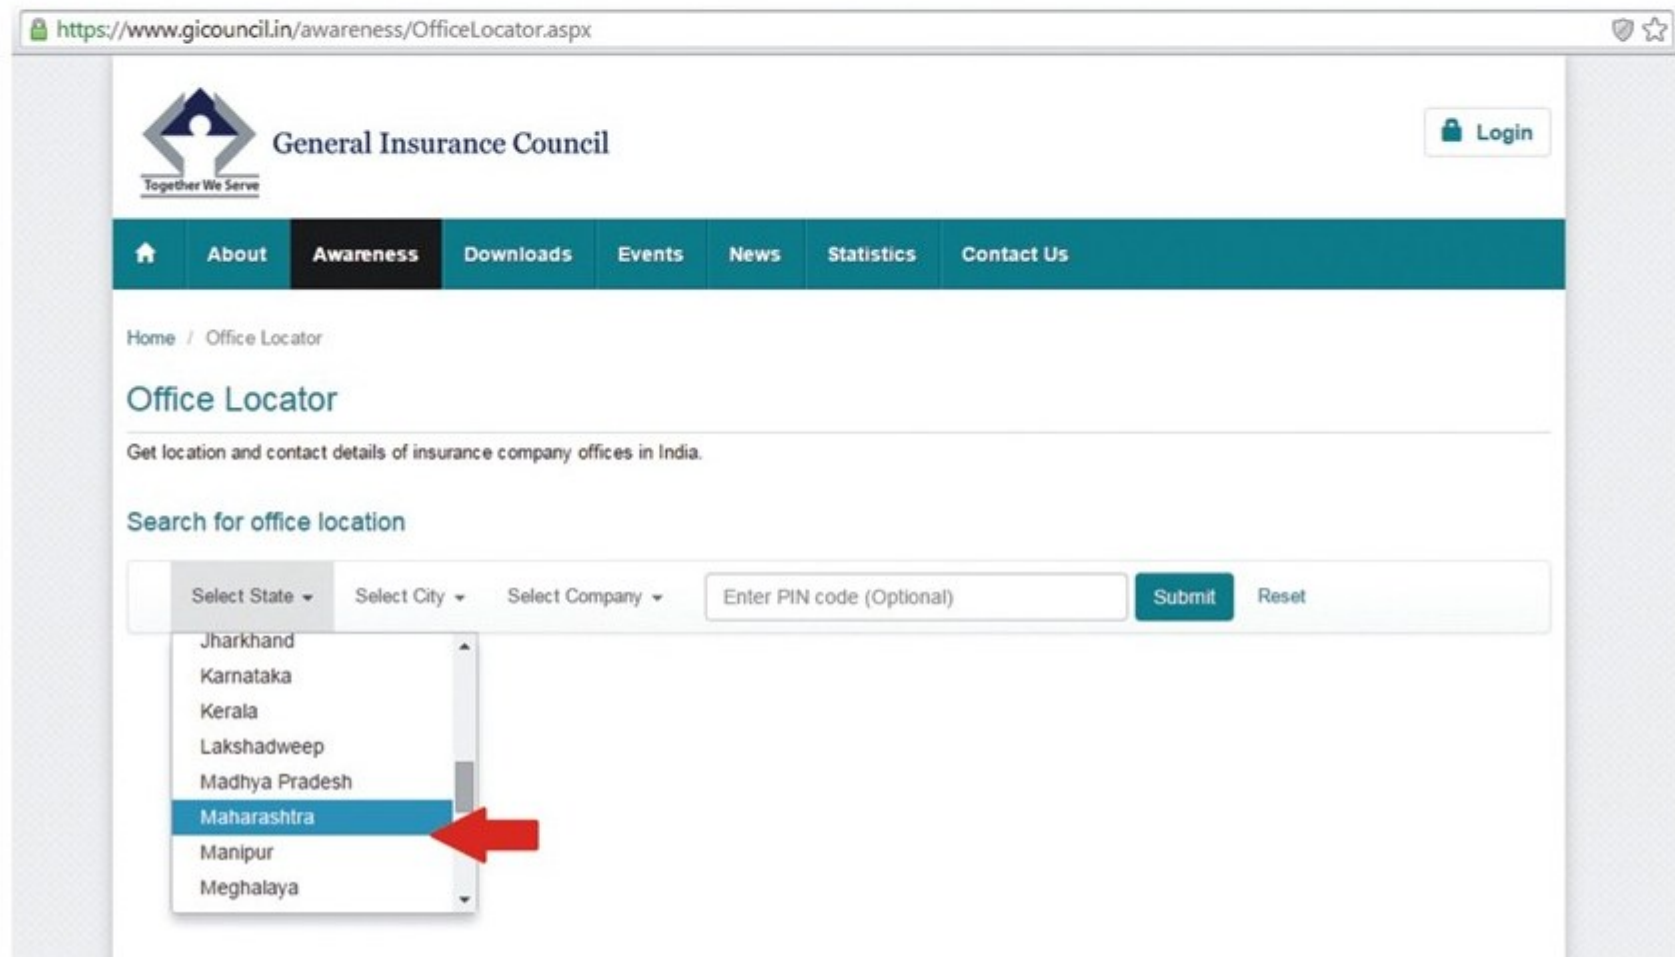 https://www.gicouncil.in/awareness/OfficeLocator.aspx
General Insurance Council
Together We Serve
Login
About Awareness Downloads Events News Statistics Contact Us
Home / Office Locator
Office Locator
Get location and contact details of insurance company offices in India.
Search for office location
Select State Select City Select Company Enter PIN code (Optional) Submit Reset
Jharkhand
Karnataka
Kerala
Lakshadweep
Madhya Pradesh
Maharashtra
Manipur
Meghalaya